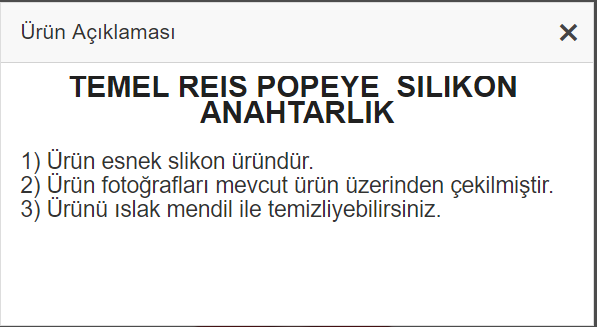 Ürün Açıklaması
TEMEL REIS POPEYE SILIKON
ANAHTARLIK
1) Ürün esnek slikon üründür.
2) Ürün fotoğrafları mevcut ürün üzerinden çekilmiştir.
3) Ürünü ıslak mendil ile temizliyebilirsiniz.